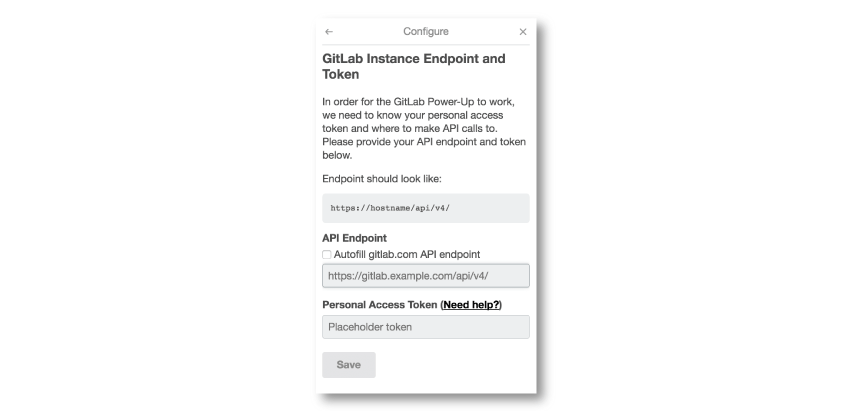 Configure
GitLab Instance Endpoint and
Token
In order for the GitLab Power-Up to work,
we need to know your personal access
token and where to make API calls to.
Please provide your API endpoint and token
below.
Endpoint should look like:
https://hostname/api/v4/
API Endpoint
Autofill gitlab.com API endpoint
https://gitlab.example.com/api/v4/
Personal Access Token (Need help?)
Placeholder token
Save